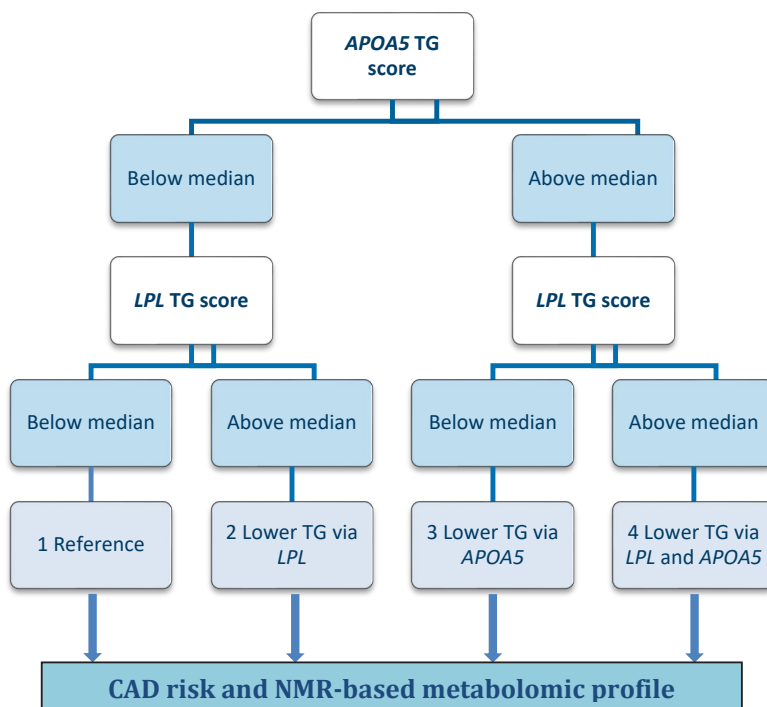 APOA5 TG
score
Below median
Above median
LPL TG score
LPL TG score
Below median
Above median
Below median
Above median
1 Reference
2 Lower TG via
LPL
3 Lower TG via
APOA5
4 Lower TG via
LPL and APOA5
CAD risk and NMR-based metabolomic profile